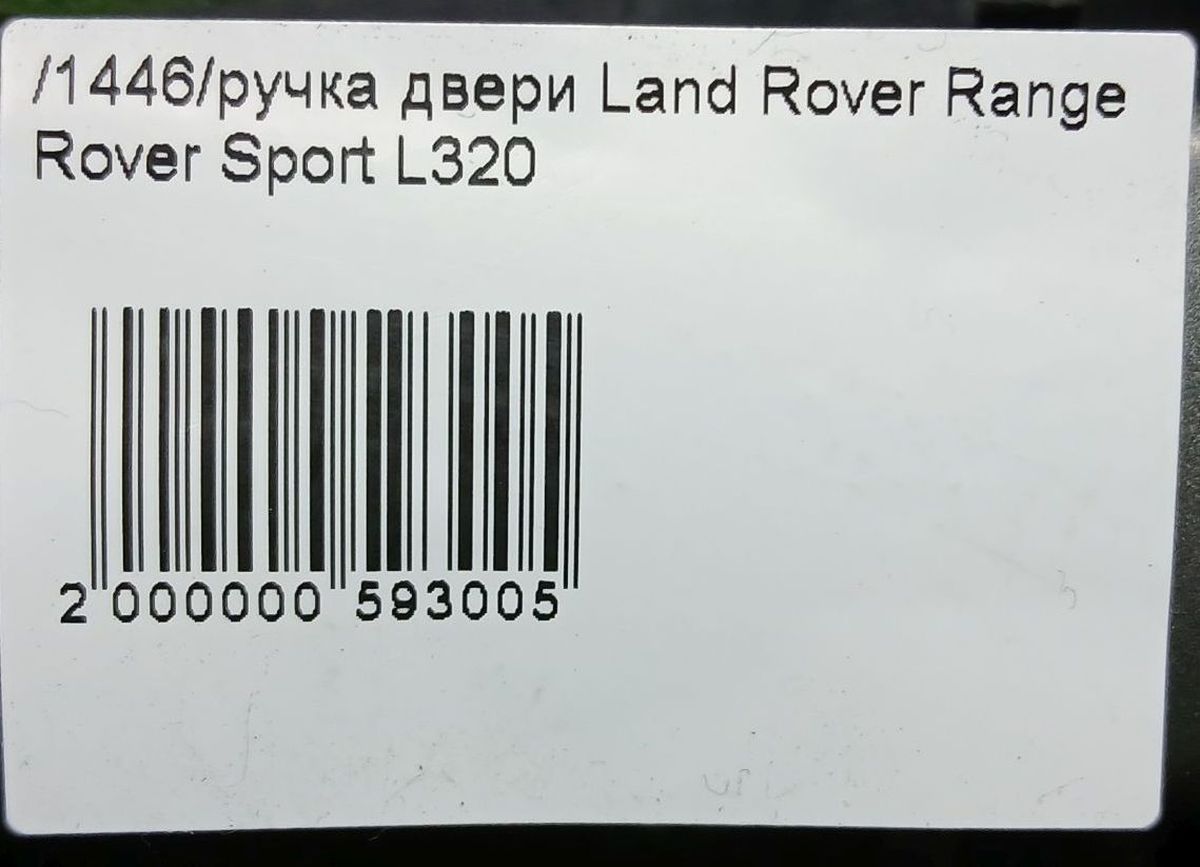 /1446/ручка двери Land Rover Range
Rover Sport L320
2 000000 593005